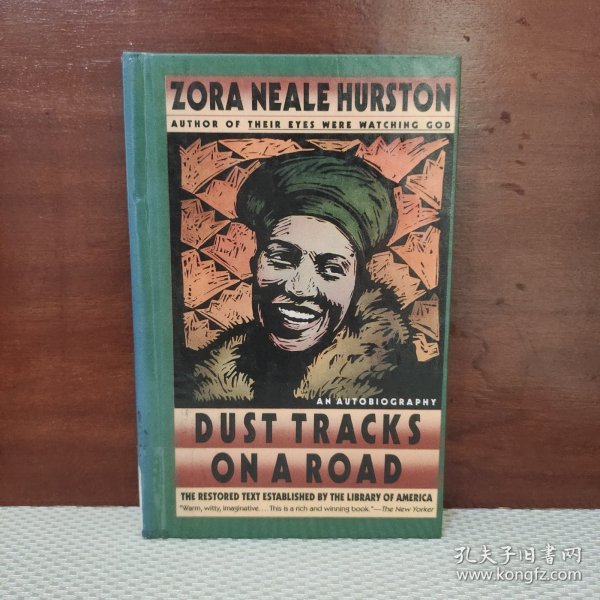 ZORA NEALE HURSTON
AUTHOR OF THEIR EYES WERE WATCHING GOD
AN AUTOBIOGRAPHY
DUST TRACKS
ON A ROAD
THE RESTORED TEXT ESTABLISHED BY THE LIBRARY OF AMERICA
"Warm, witty, imaginative.... This is a rich and winning book."—The New Yorker
孔夫子旧书网
www.kongfz.com